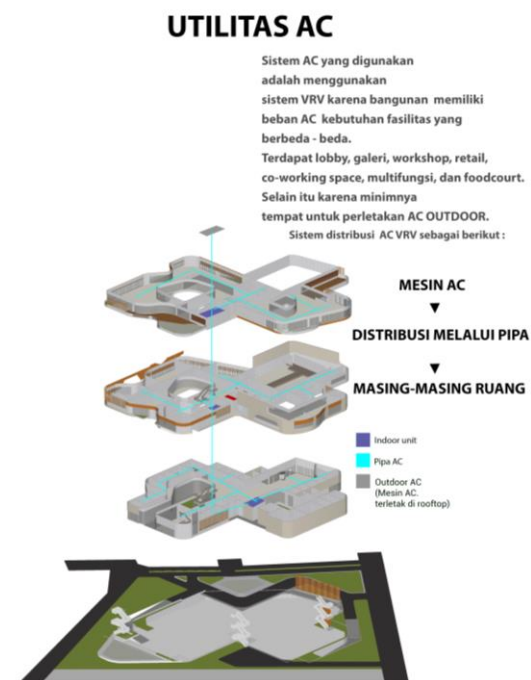 UTILITAS AC
Sistem AC yang digunakan
adalah menggunakan
sistem VRV karena bangunan memiliki
beban AC kebutuhan fasilitas yang
berbeda - beda.
Terdapat lobby, galeri, workshop, retail,
co-working space, multifungsi, dan foodcourt.
Selain itu karena minimnya
tempat untuk perletakan AC OUTDOOR.
Sistem distribusi AC VRV sebagai berikut :
MESIN AC
▼
DISTRIBUSI MELALUI PIPA
▼
MASING-MASING RUANG
Indoor unit
Pipa AC
Outdoor AC
(Mesin AC.
terletak di rooftop)